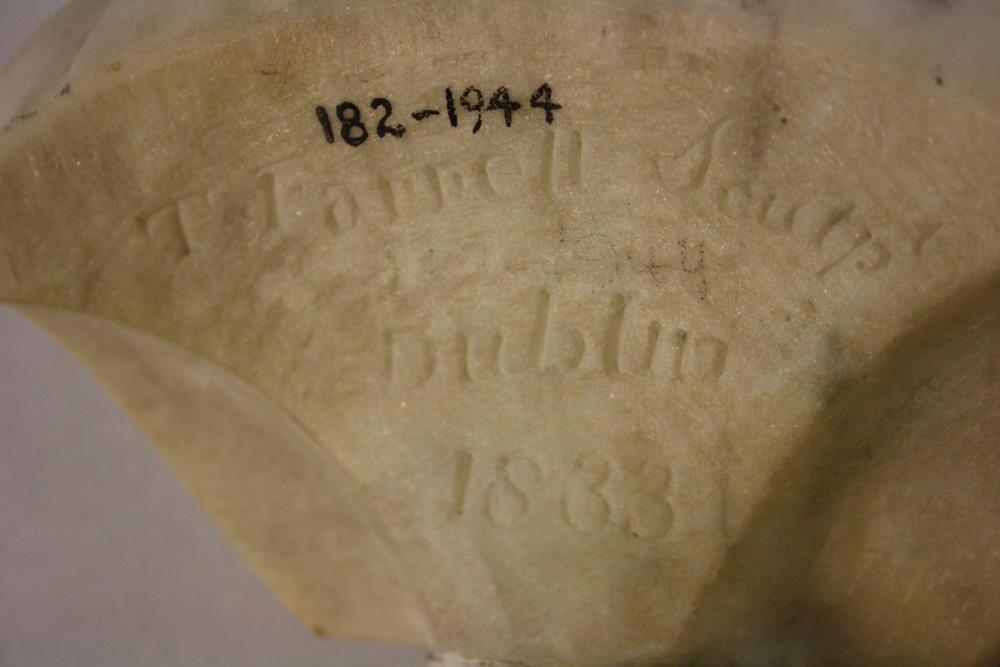 182-1944
T Farrell Sculpt
Dublin
1833